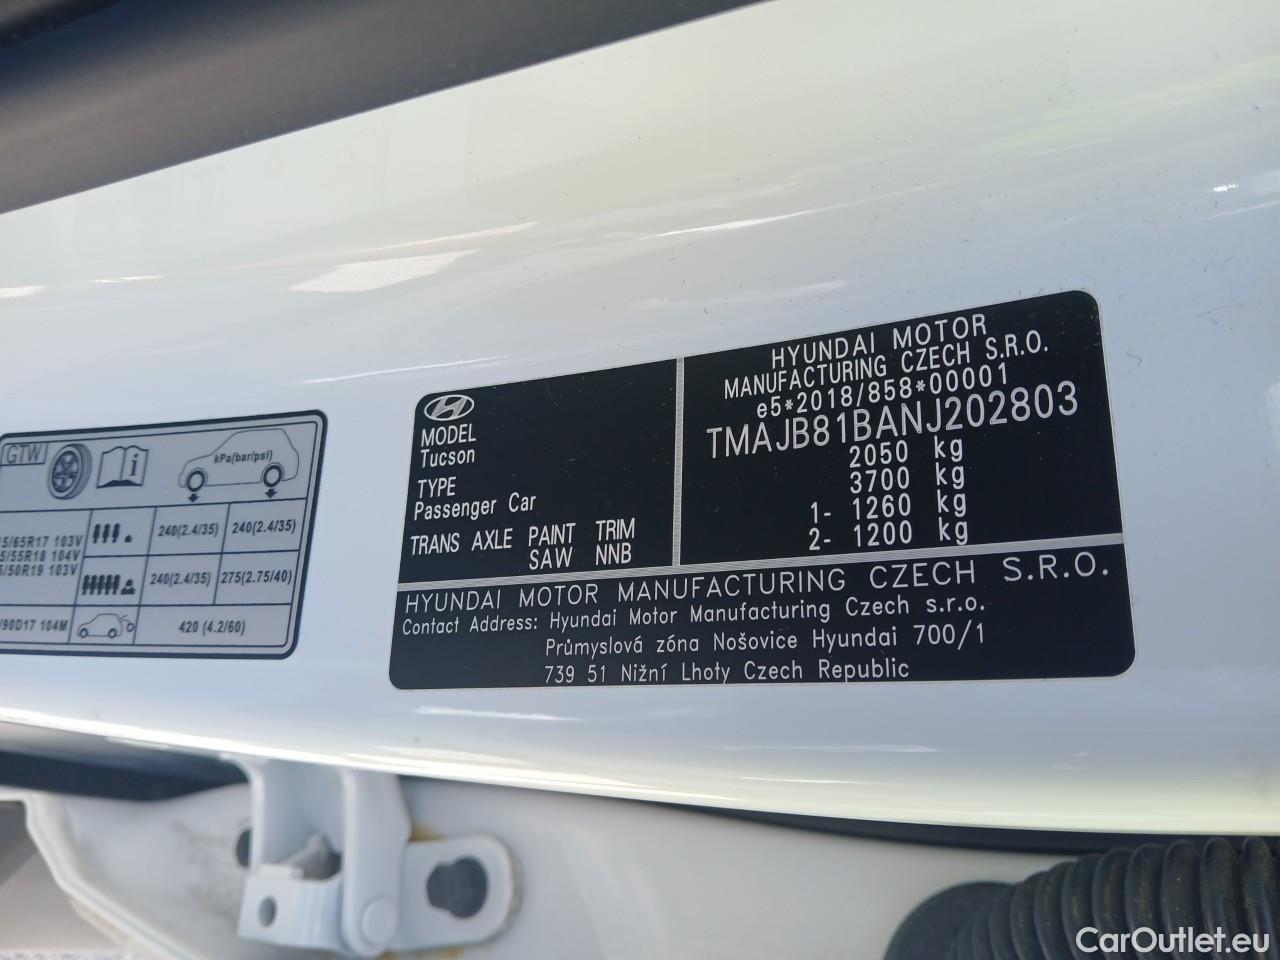 HYUNDAI MOTOR
MANUFACTURING CZECH S.R.O.
e5*2018/858*00001
TMAJB81BANJ202803
2050 kg
3700 kg
1- 1260 kg
2- 1200 kg
MODEL
Tucson
TYPE
Passenger Car
TRANS AXLE PAINT TRIM
SAW NNB
HYUNDAI MOTOR MANUFACTURING CZECH S.R.O.
Contact Address: Hyundai Motor Manufacturing Czech s.r.o.
Průmyslová zóna Nošovice Hyundai 700/1
739 51 Nižní Lhoty Czech Republic
GTW
i
kPa(bar/psi)
5/65R17 103V
5/55R18 104V
5/50R19 103V
240(2.4/35) 240(2.4/35)
240(2.4/35) 275(2.75/40)
/90D17 104M
420 (4.2/60)
CarOutlet.eu